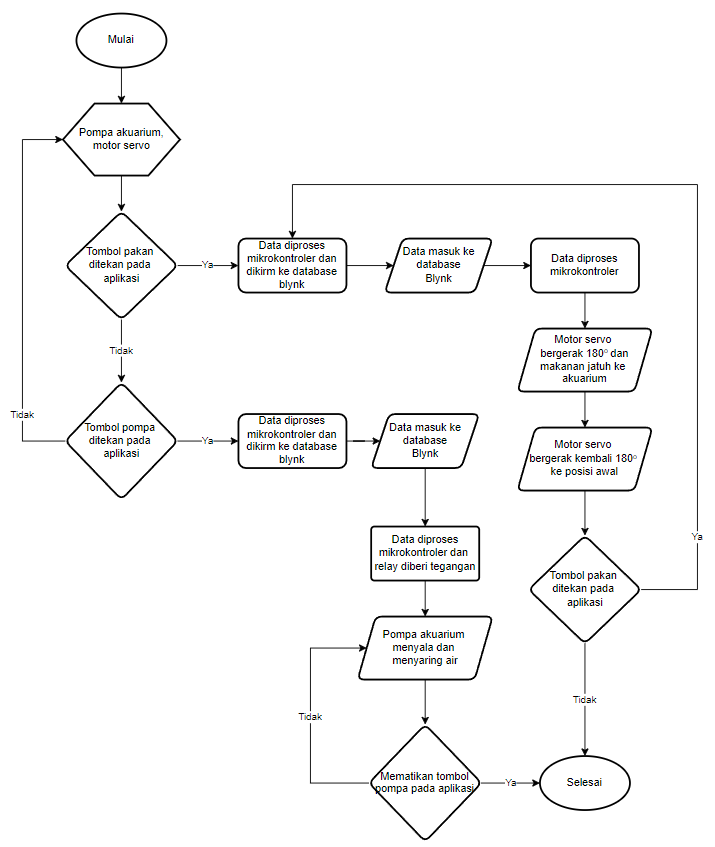 Mulai
Pompa akuarium,
motor servo
Tombol pakan
ditekan pada
aplikasi
Ya
Data diproses
mikrokontroler dan
dikirm ke database
blynk
Data masuk ke
database
Blynk
Data diproses
mikrokontroler
Motor servo
bergerak 180° dan
makanan jatuh ke
akuarium
Tidak
Tidak
Tombol pompa
ditekan pada
aplikasi
Ya
Data diproses
mikrokontroler dan
dikirm ke database
blynk
Data masuk ke
database
Blynk
Motor servo
bergerak kembali 180°
ke posisi awal
Data diproses
mikrokontroler dan
relay diberi tegangan
Ya
Tombol pakan
ditekan pada
aplikasi
Pompa akuarium
menyala dan
menyaring air
Tidak
Tidak
Mematikan tombol
pompa pada aplikasi
Ya
Selesai